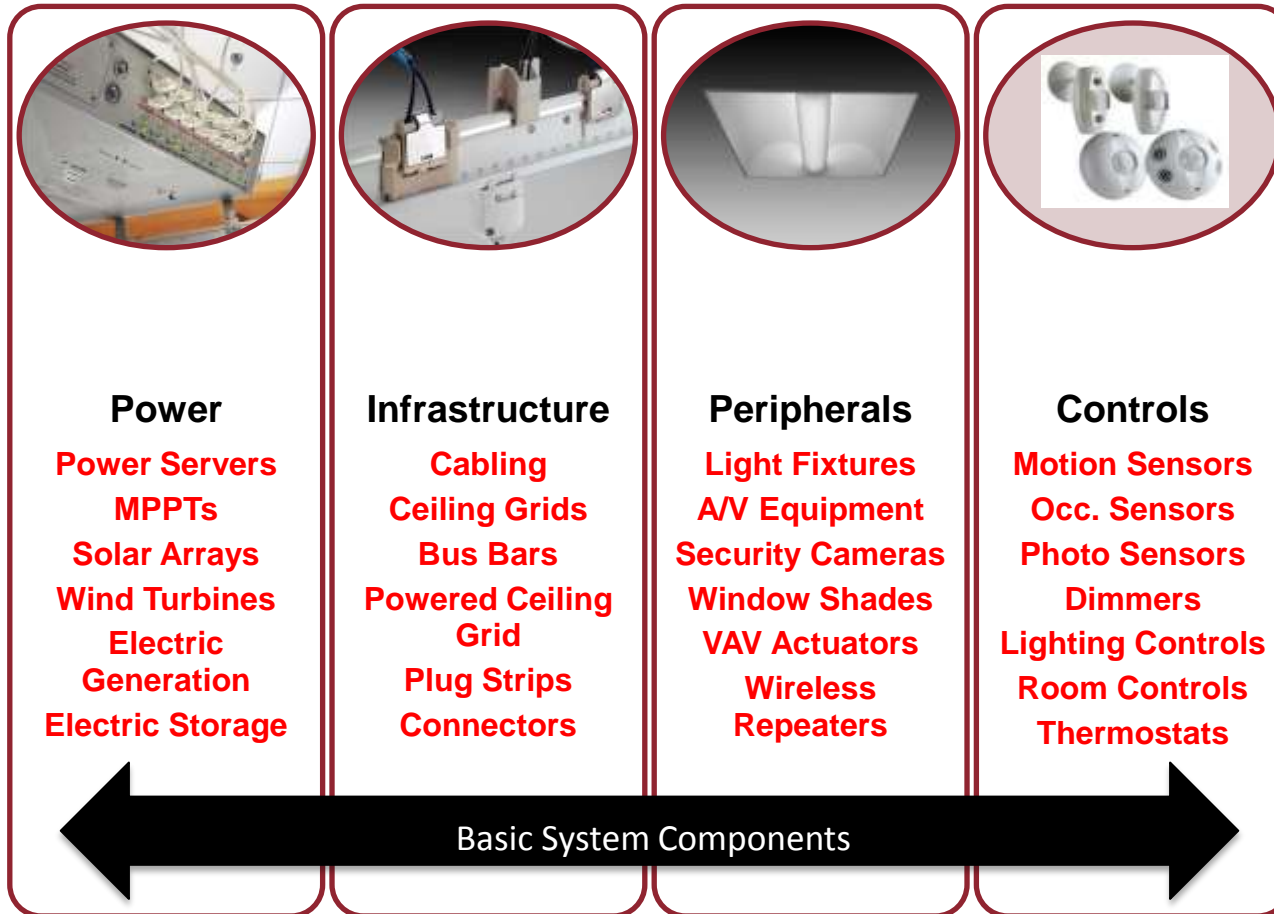 Power
Power Servers
MPPTs
Solar Arrays
Wind Turbines
Electric
Generation
Electric Storage
Infrastructure
Cabling
Ceiling Grids
Bus Bars
Powered Ceiling
Grid
Plug Strips
Connectors
Peripherals
Light Fixtures
A/V Equipment
Security Cameras
Window Shades
VAV Actuators
Wireless
Repeaters
Controls
Motion Sensors
Occ. Sensors
Photo Sensors
Dimmers
Lighting Controls
Room Controls
Thermostats
Basic System Components